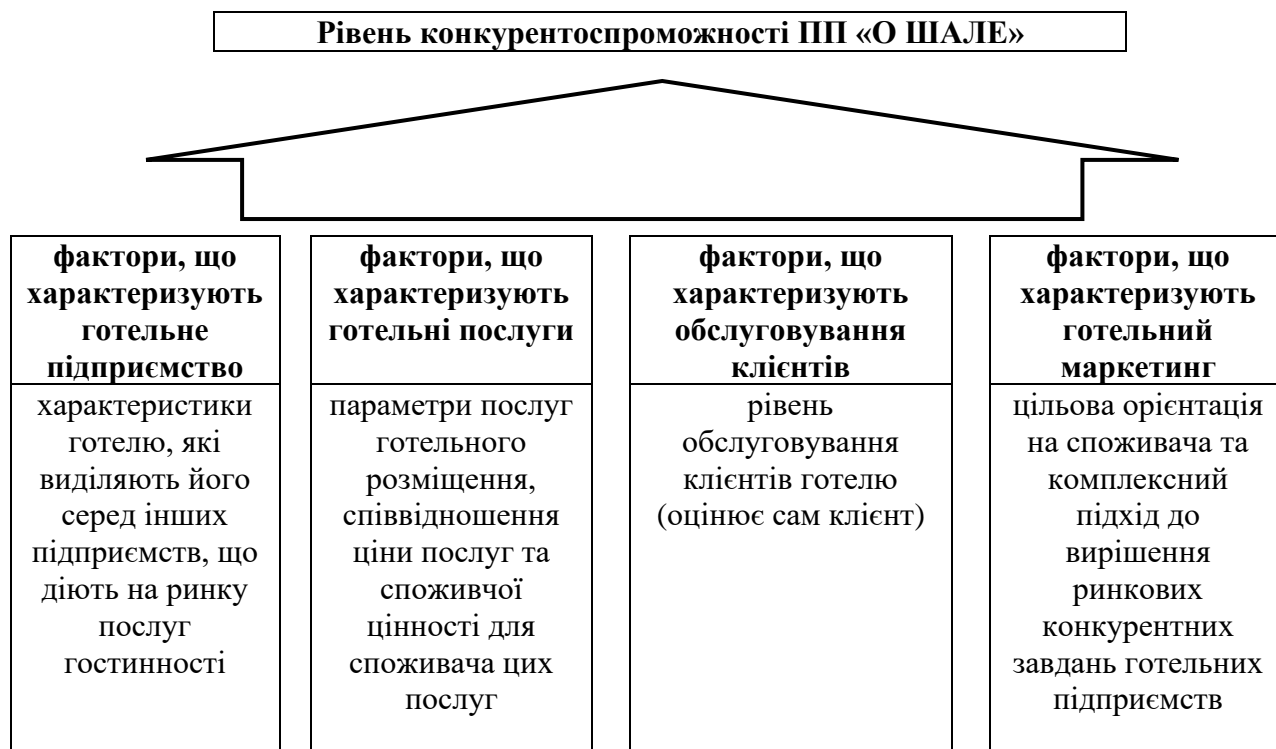 Рівень конкурентоспроможності ПП «О ШАЛЕ»
фактори, що
характеризують
готельне
підприємство
характеристики
готелю, які
виділяють його
серед інших
підприємств, що
діють на ринку
послуг
гостинності
фактори, що
характеризують
готельні послуги
параметри послуг
готельного
розміщення,
співвідношення
ціни послуг та
споживчої
цінності для
споживача цих
послуг
фактори, що
характеризують
обслуговування
клієнтів
рівень
обслуговування
клієнтів готелю
(оцінює сам клієнт)
фактори, що
характеризують
готельний
маркетинг
цільова орієнтація
на споживача та
комплексний
підхід до
вирішення
ринкових
конкурентних
завдань готельних
підприємств